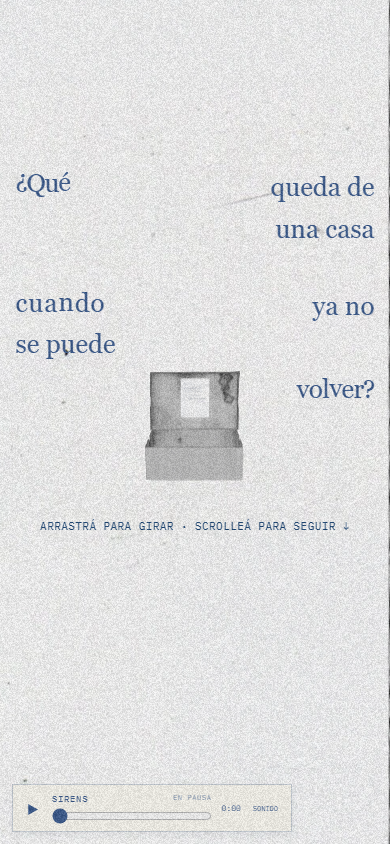 ¿Qué
queda de
una casa
cuando
ya no
se puede
volver?
ARRASTRÁ PARA GIRAR · SCROLLEÁ PARA SEGUIR ↓
SIRENS
EN PAUSA
0:00
SONIDO